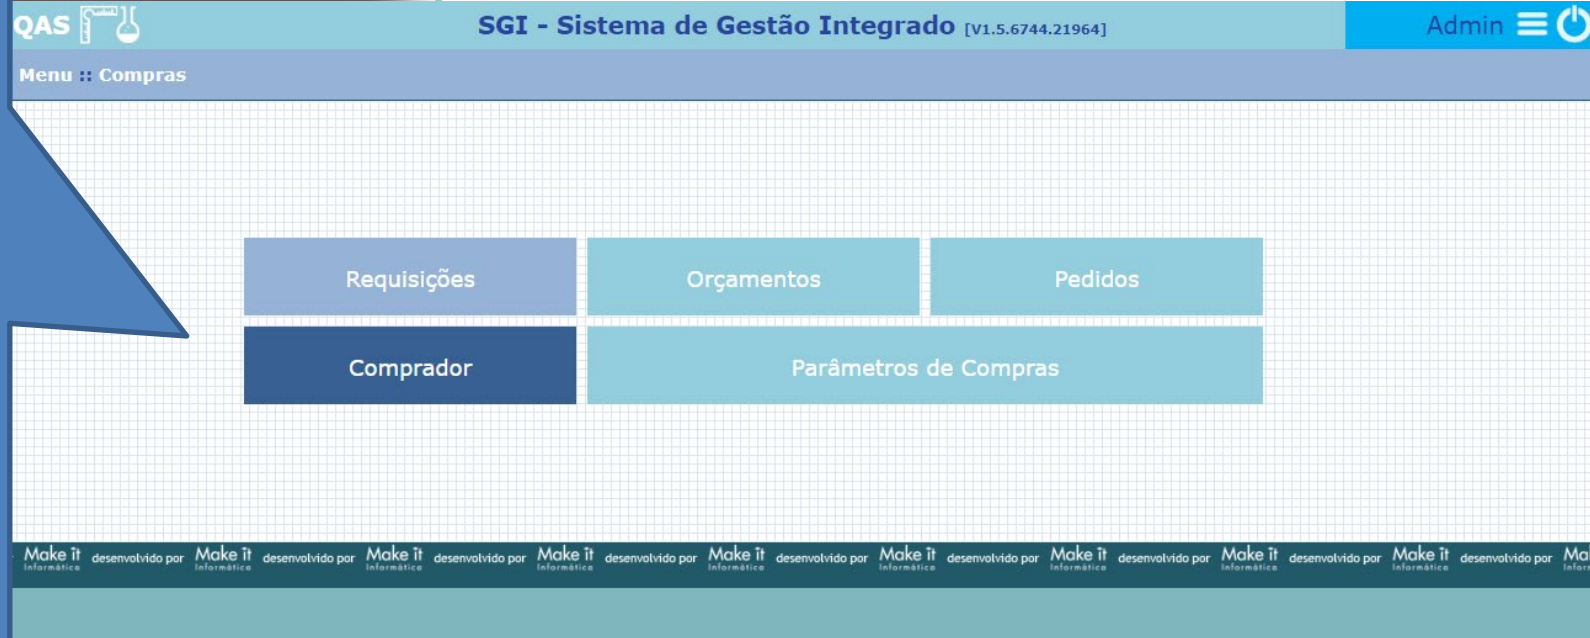 QAS
SGI - Sistema de Gestão Integrado [V1.5.6744.21964]
Admin
Menu :: Compras
Requisições Orçamentos Pedidos
Comprador Parâmetros de Compras
Make it Informática desenvolvido por Make it Informática desenvolvido por Make it Informática desenvolvido por Make it Informática desenvolvido por Make it Informática desenvolvido por Make it Informática desenvolvido por Make it Informática desenvolvido por Make it Informática desenvolvido por Make it Informática desenvolvido por